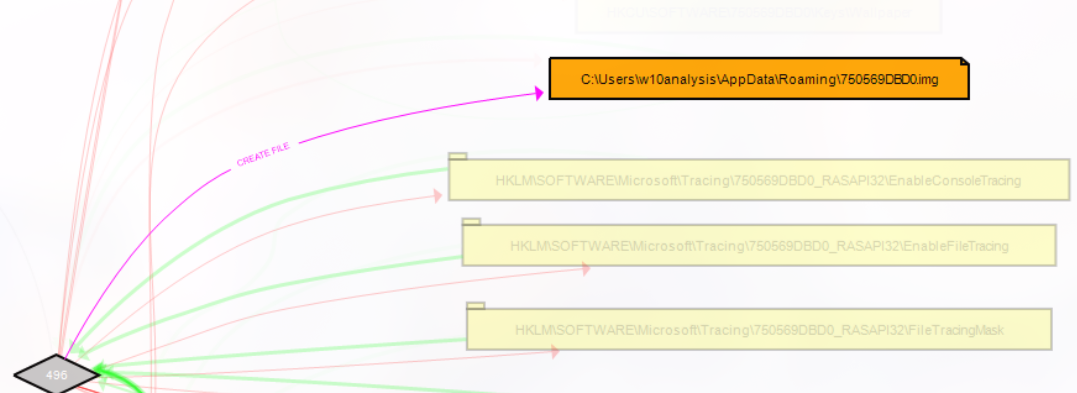 C:\Users\w10analysis\AppData\Roaming\750569DBD0.img
CREATE FILE
HKLM\SOFTWARE\Microsoft\Tracing\750569DBD0_RASAPI32\EnableConsoleTracing
HKLM\SOFTWARE\Microsoft\Tracing\750569DBD0_RASAPI32\EnableFileTracing
HKLM\SOFTWARE\Microsoft\Tracing\750569DBD0_RASAPI32\FileTracingMask
496